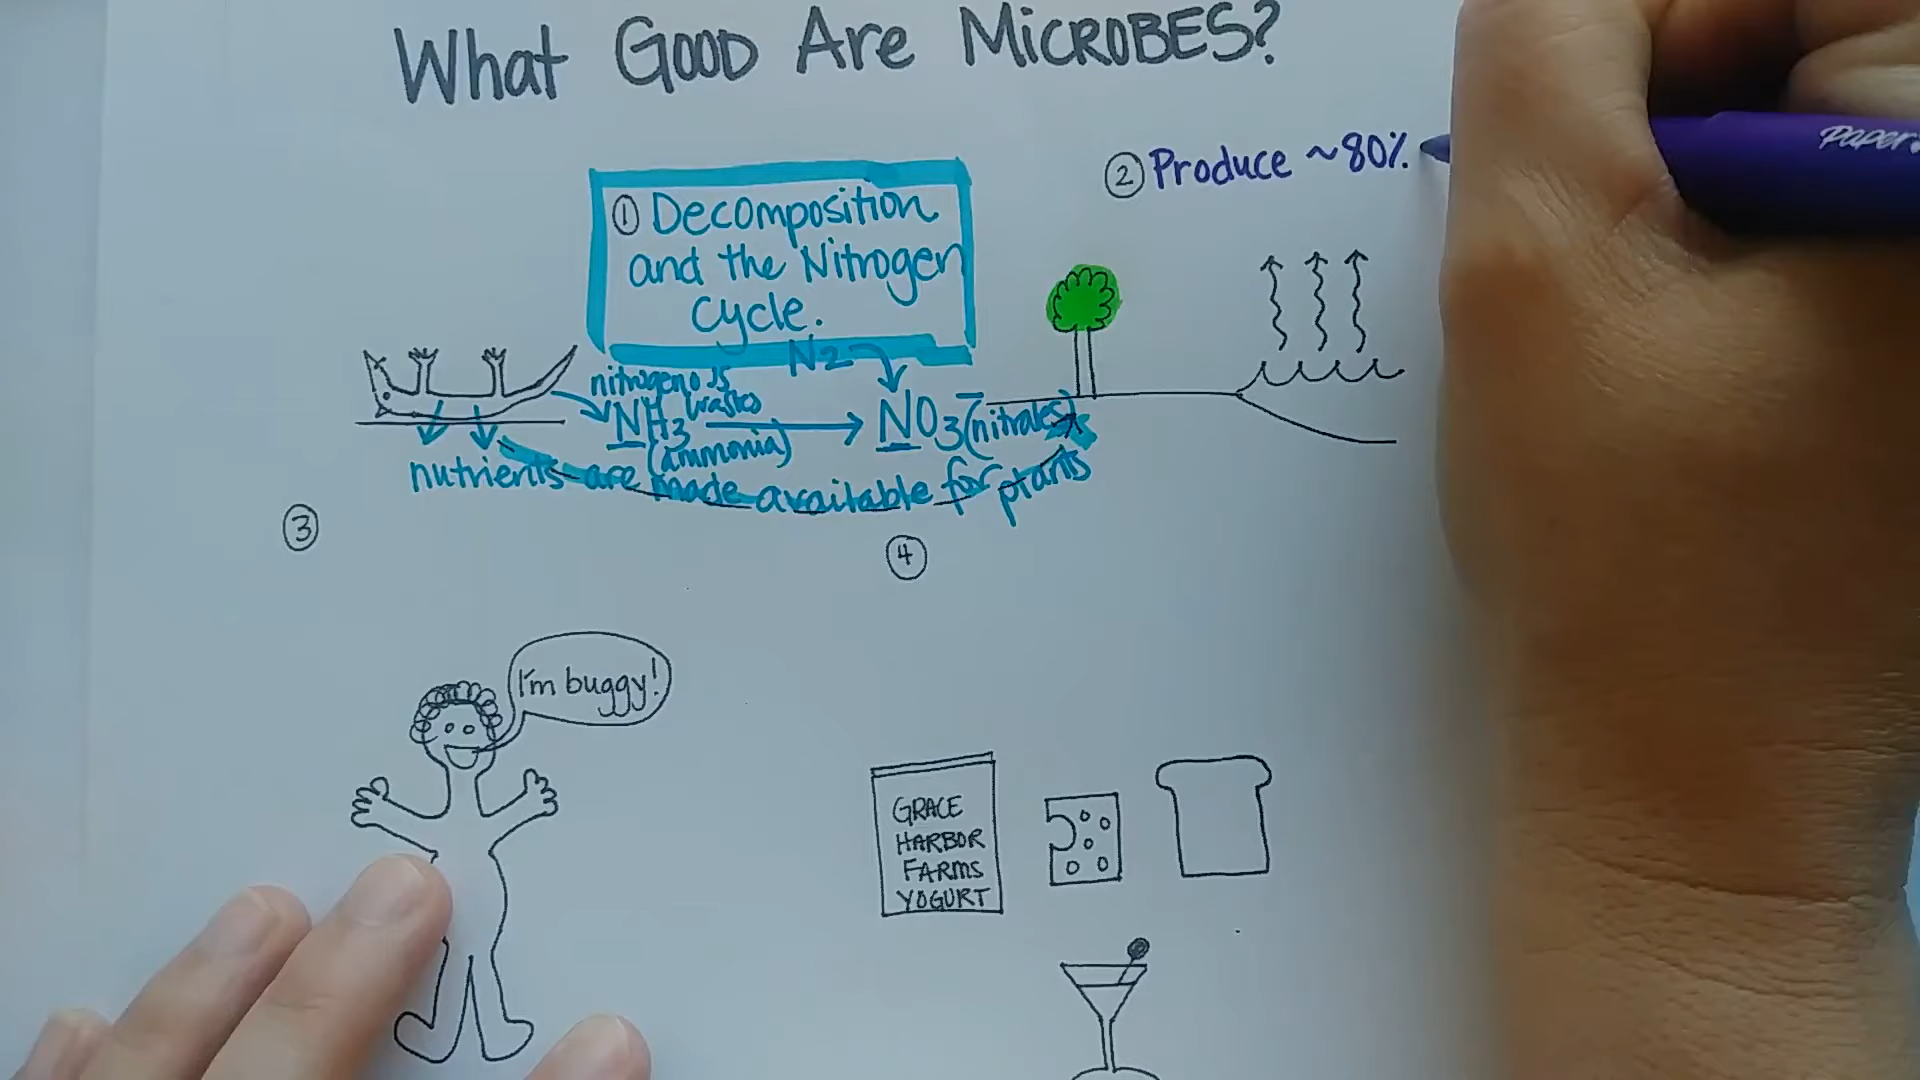 What GOOD Are MICROBES?
② Produce ~80%
① Decomposition
and the Nitrogen
Cycle.
N2
nitrogenous
wastes
NH3
NO3⁻ (nitrates)
(ammonia)
nutrients are made available for plants
③
④
I'm buggy!
GRACE
HARBOR
FARMS
YOGURT
Paper